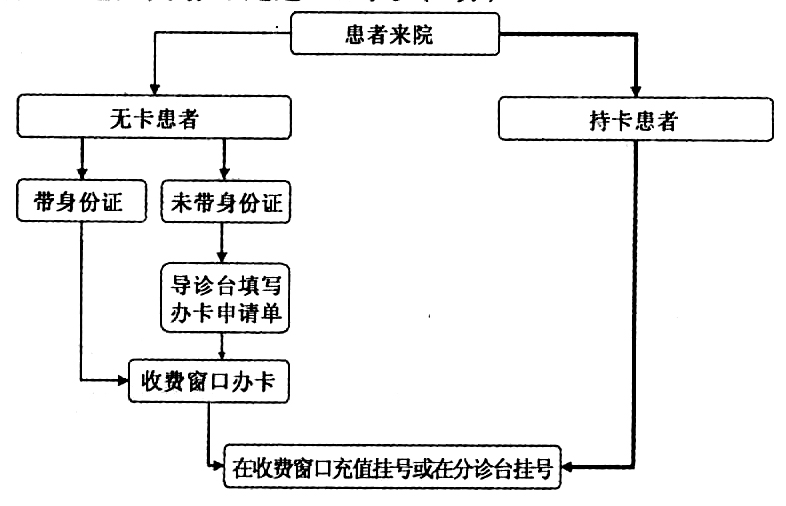 患者来院
无卡患者
持卡患者
带身份证
未带身份证
导诊台填写
办卡申请单
收费窗口办卡
在收费窗口充值挂号或在分诊台挂号